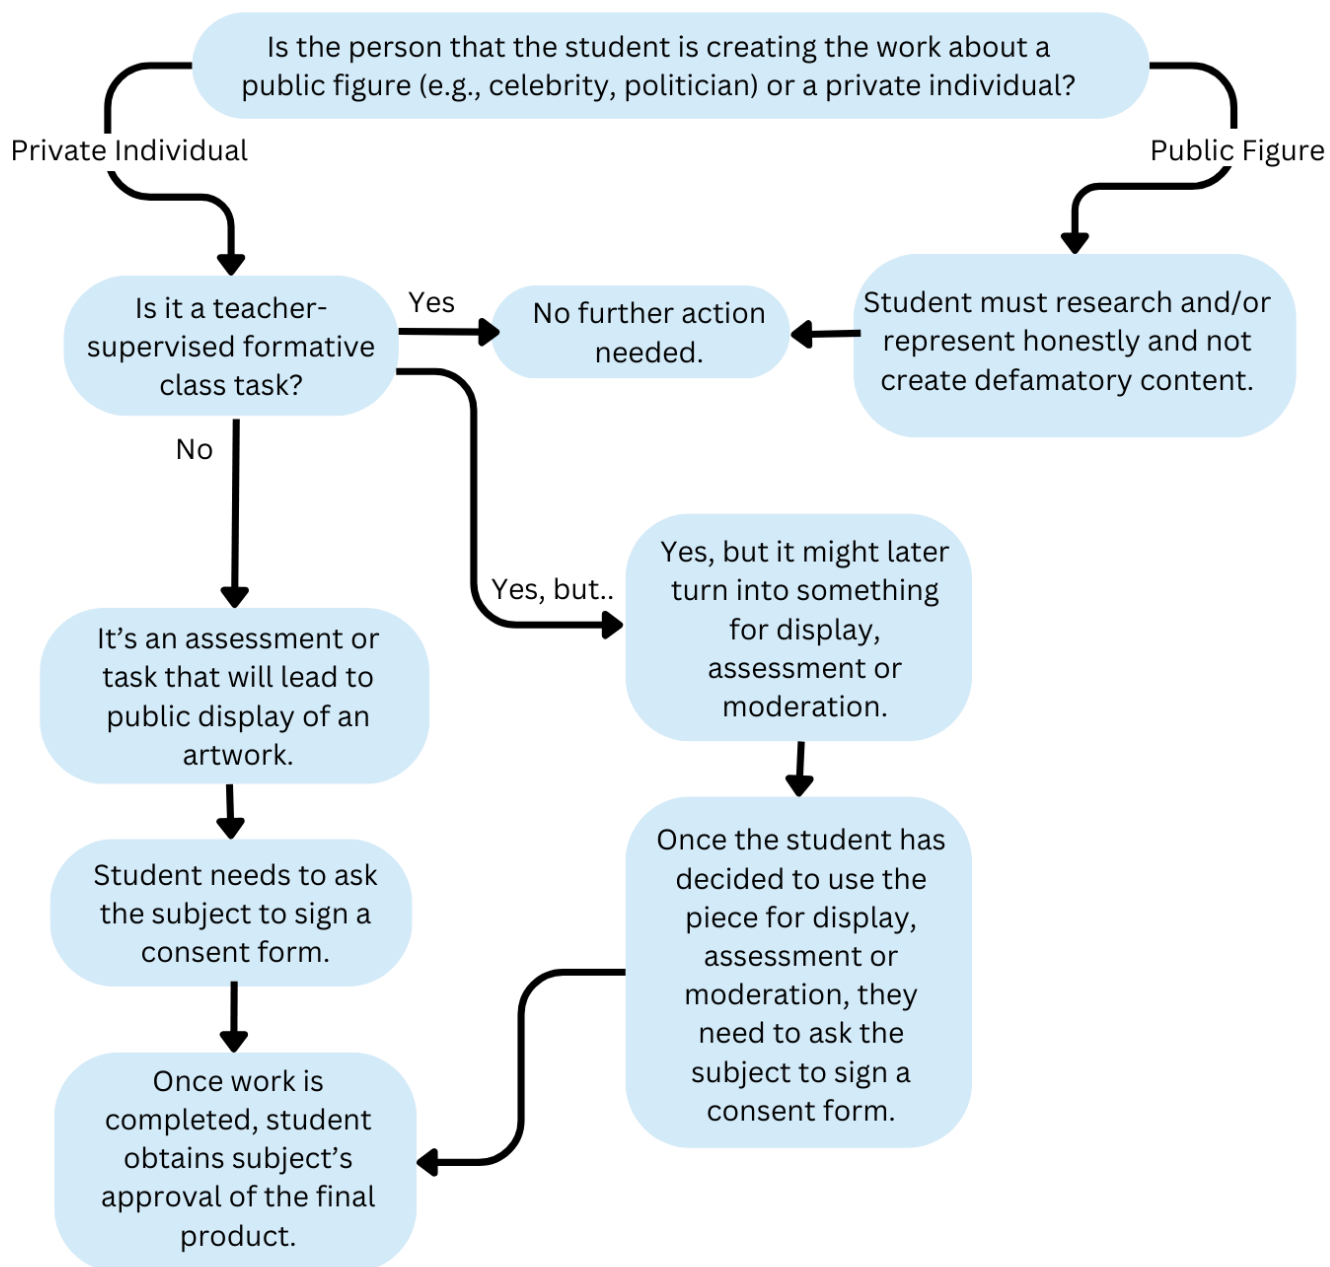 Is the person that the student is creating the work about a
public figure (e.g., celebrity, politician) or a private individual?
Private Individual
Public Figure
Is it a teacher-
supervised formative
class task?
Yes
No further action
needed.
Student must research and/or
represent honestly and not
create defamatory content.
No
Yes, but..
Yes, but it might later
turn into something
for display,
assessment or
moderation.
It’s an assessment or
task that will lead to
public display of an
artwork.
Student needs to ask
the subject to sign a
consent form.
Once the student has
decided to use the
piece for display,
assessment or
moderation, they
need to ask the
subject to sign a
consent form.
Once work is
completed, student
obtains subject’s
approval of the final
product.